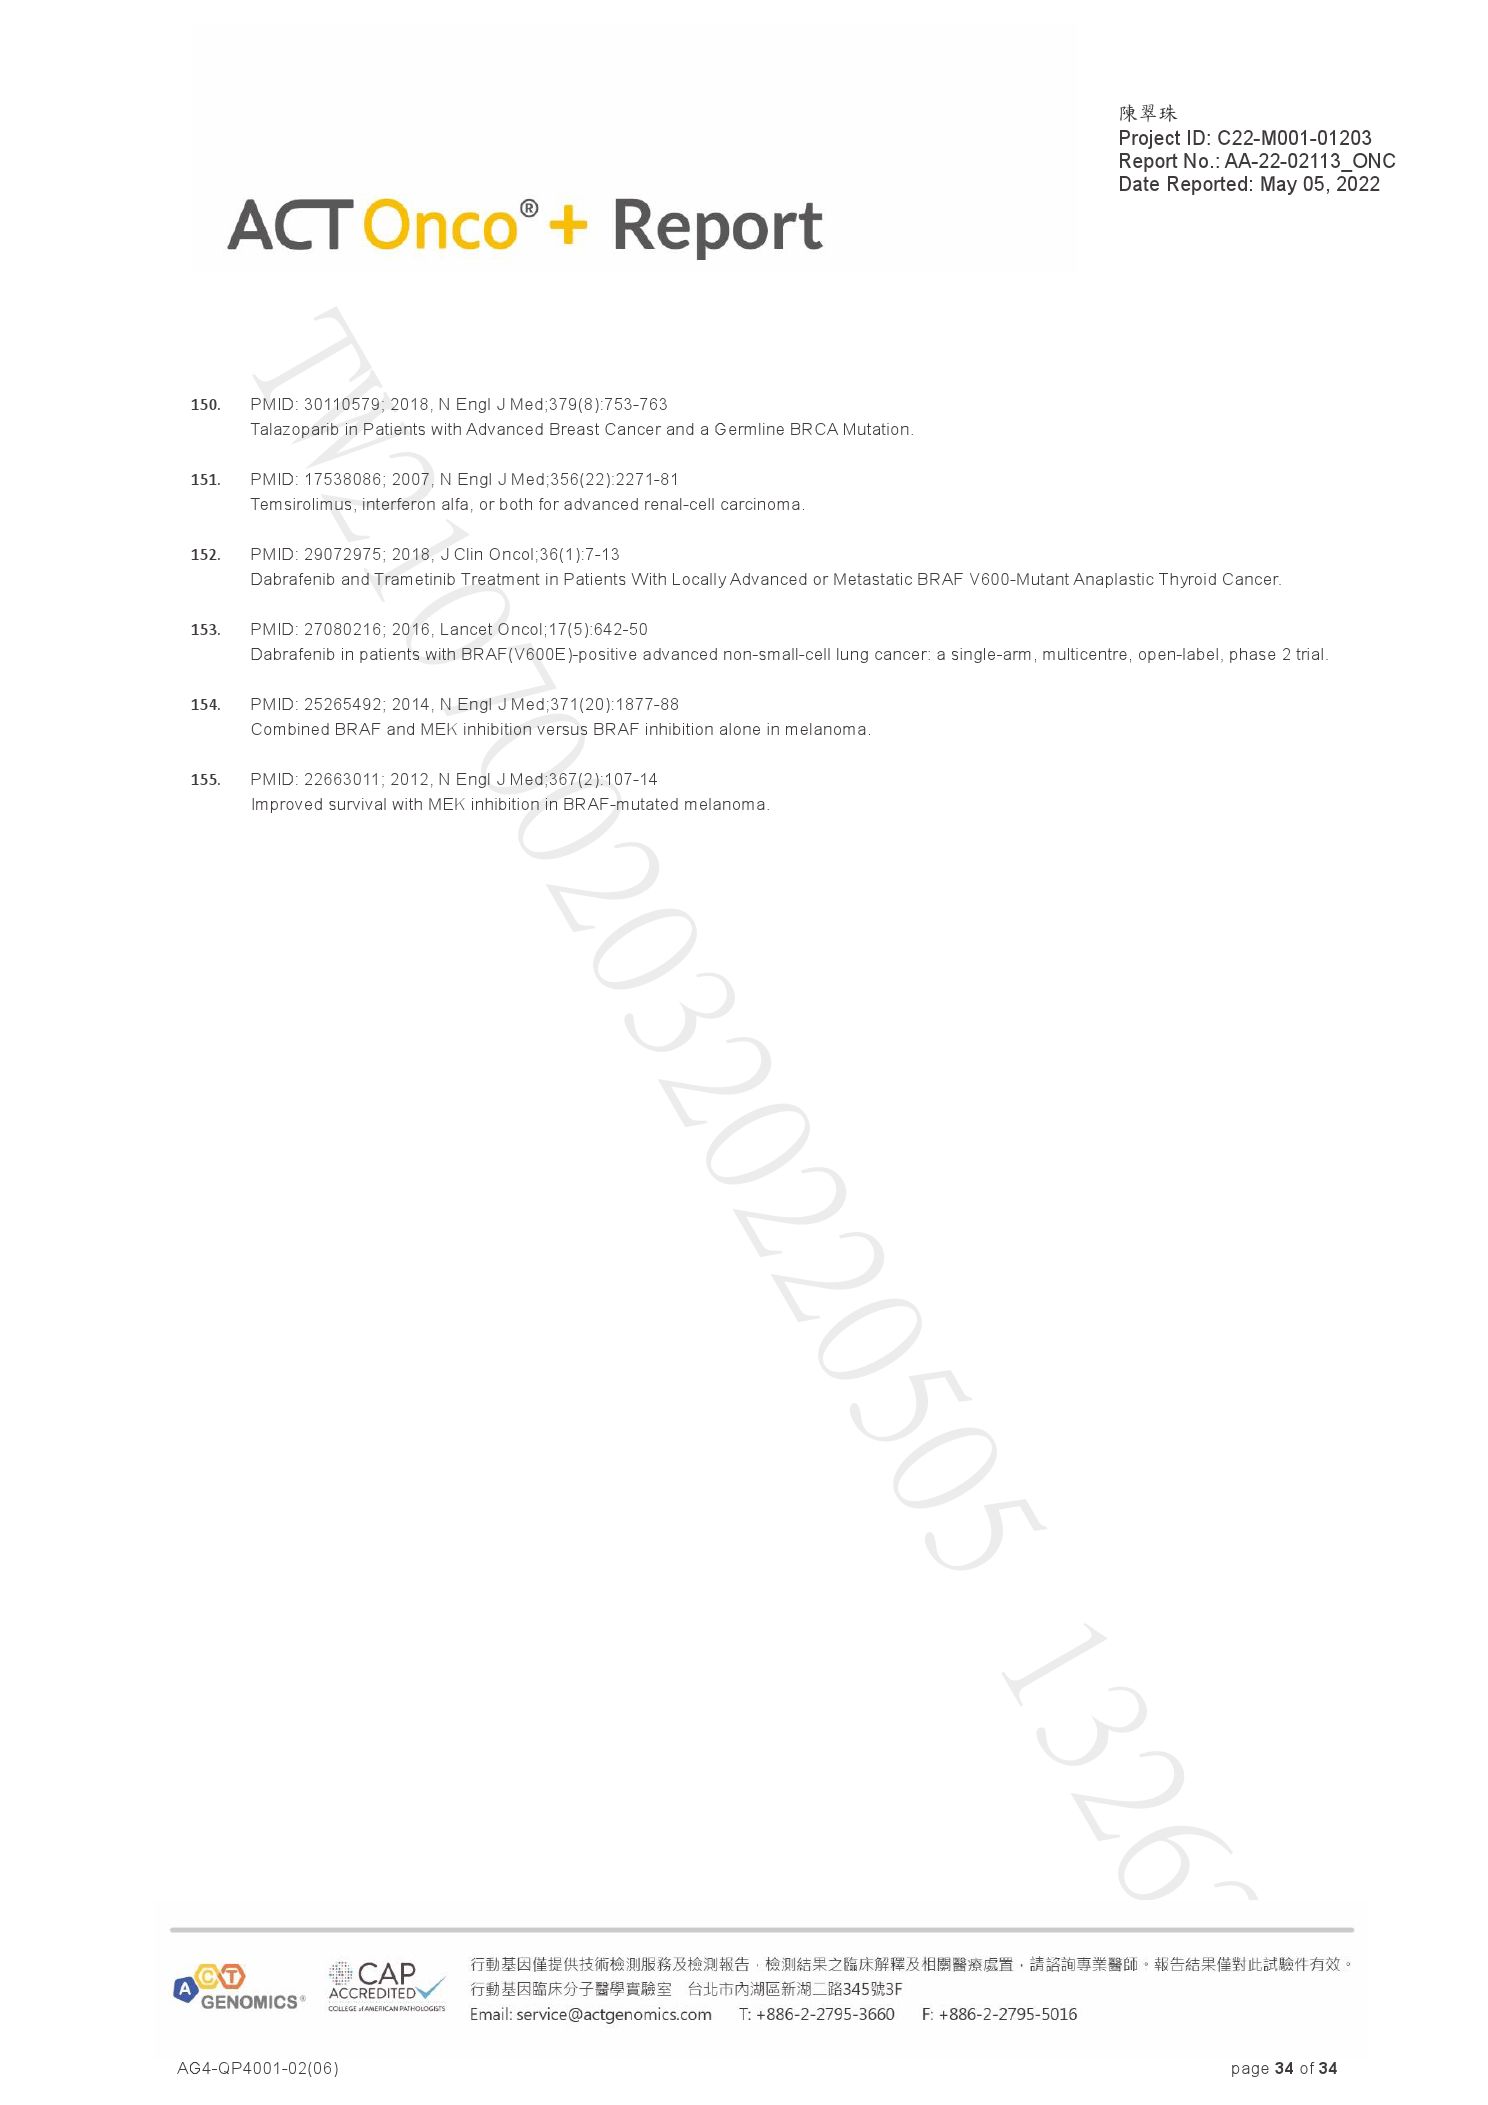 陳翠珠
Project ID: C22-M001-01203
Report No.: AA-22-02113_ONC
Date Reported: May 05, 2022
ACT Onco®+ Report
150. PMID: 30110579; 2018, N Engl J Med;379(8):753-763
Talazoparib in Patients with Advanced Breast Cancer and a Germline BRCA Mutation.
151. PMID: 17538086; 2007, N Engl J Med;356(22):2271-81
Temsirolimus, interferon alfa, or both for advanced renal-cell carcinoma.
152. PMID: 29072975; 2018, J Clin Oncol;36(1):7-13
Dabrafenib and Trametinib Treatment in Patients With Locally Advanced or Metastatic BRAF V600-Mutant Anaplastic Thyroid Cancer.
153. PMID: 27080216; 2016, Lancet Oncol;17(5):642-50
Dabrafenib in patients with BRAF(V600E)-positive advanced non-small-cell lung cancer: a single-arm, multicentre, open-label, phase 2 trial.
154. PMID: 25265492; 2014, N Engl J Med;371(20):1877-88
Combined BRAF and MEK inhibition versus BRAF inhibition alone in melanoma.
155. PMID: 22663011; 2012, N Engl J Med;367(2):107-14
Improved survival with MEK inhibition in BRAF-mutated melanoma.
TW2107002032022050​5 1326
ACT
GENOMICS®
CAP
ACCREDITED
COLLEGE of AMERICAN PATHOLOGISTS
行動基因僅提供技術檢測服務及檢測報告，檢測結果之臨床解釋及相關醫療處置，請諮詢專業醫師。報告結果僅對此試驗件有效。
行動基因臨床分子醫學實驗室 台北市內湖區新湖二路345號3F
Email: service@actgenomics.com T: +886-2-2795-3660 F: +886-2-2795-5016
AG4-QP4001-02(06)
page 34 of 34